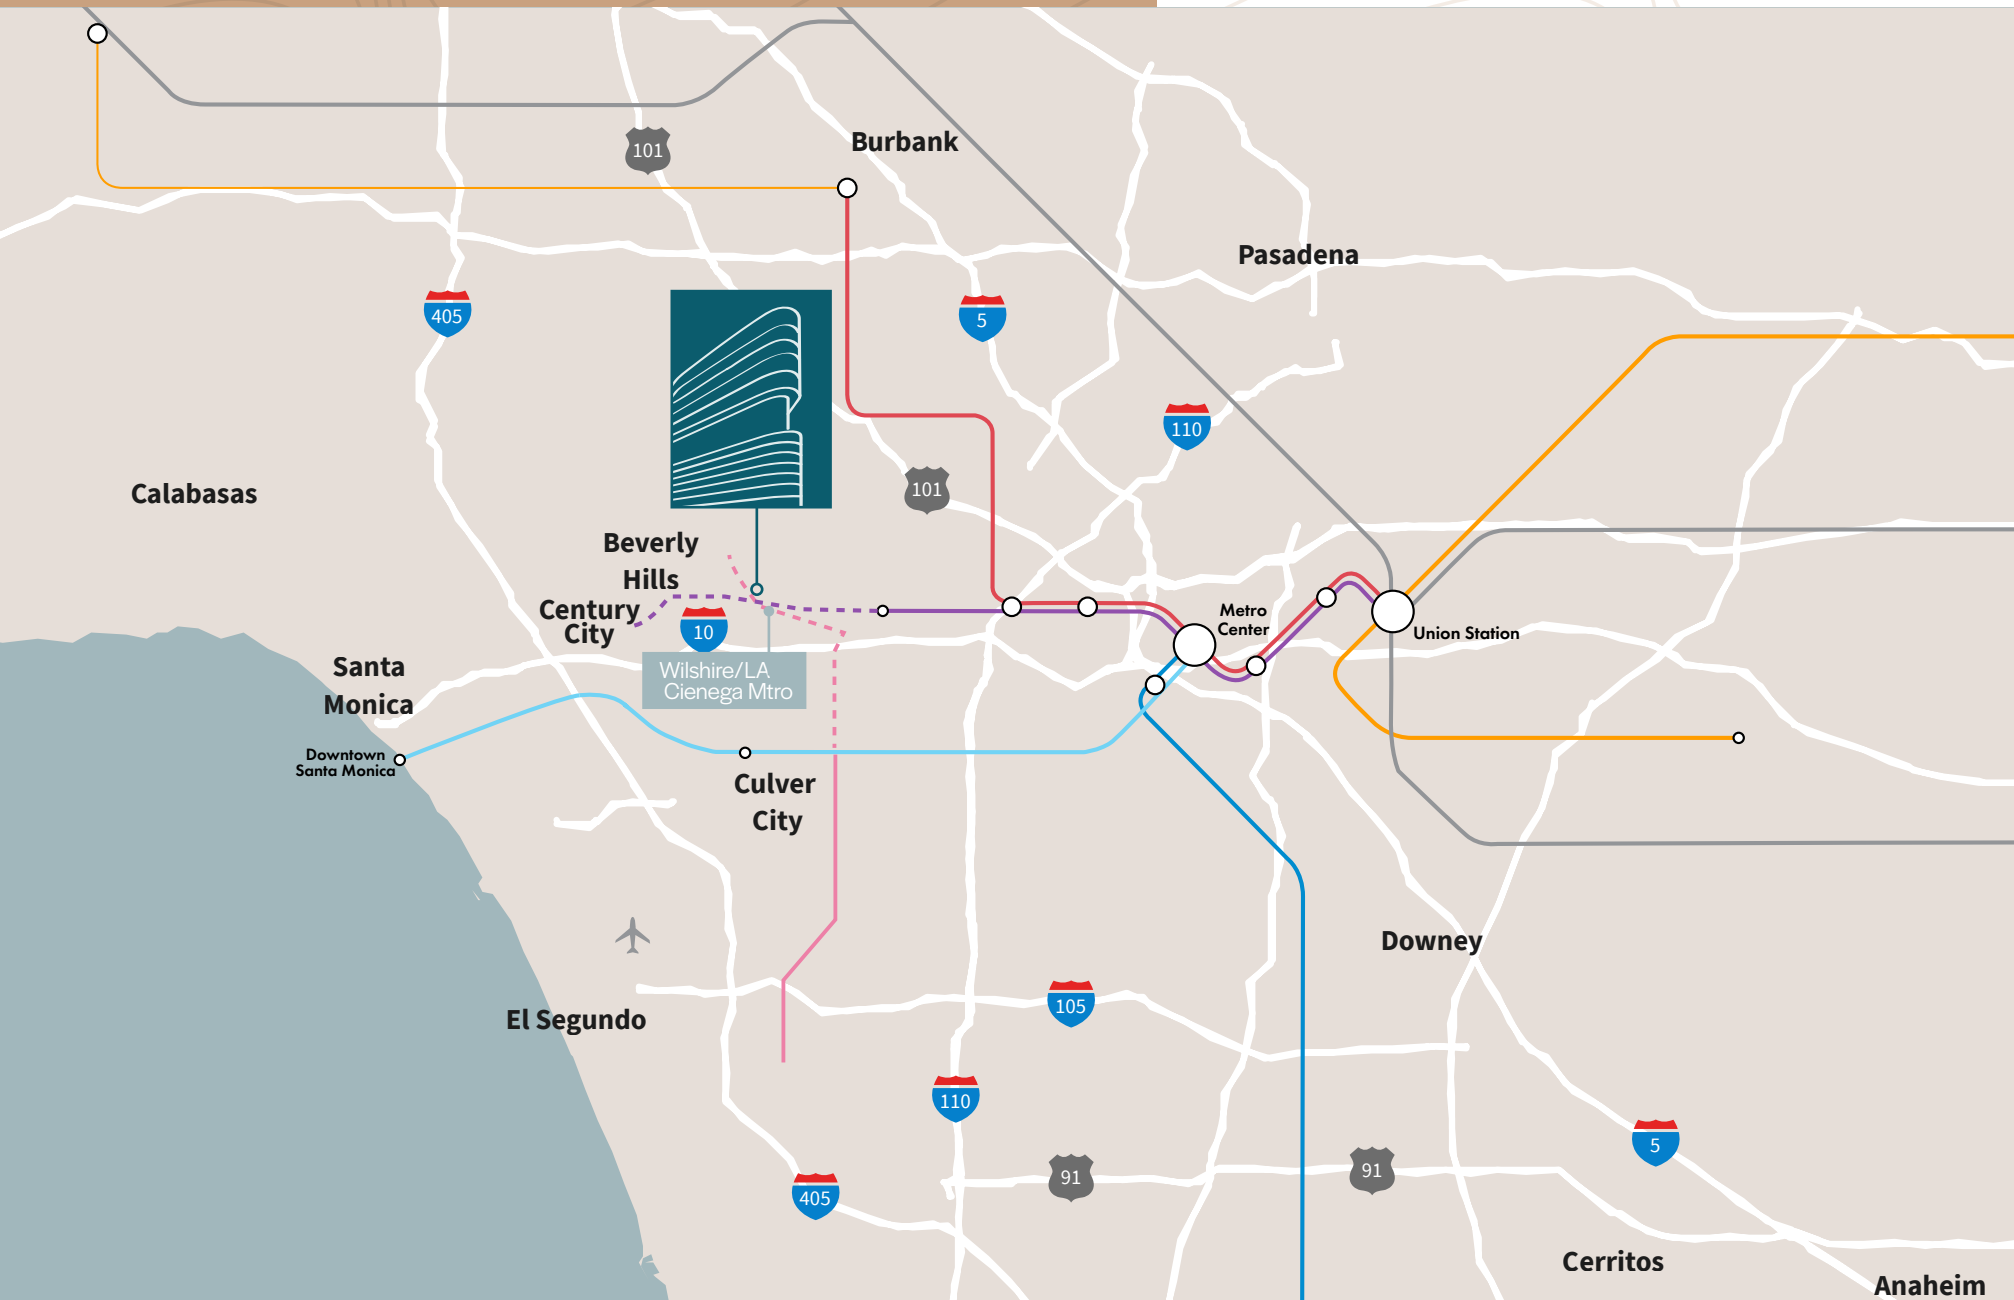 Burbank
101
Pasadena
405
5
110
101
Calabasas
Beverly
Hills
Century
City
10
Metro
Center
Union Station
Wilshire/LA
Cienega Mtro
Santa
Monica
Downtown
Santa Monica
Culver
City
Downey
El Segundo
105
110
5
91
91
405
Cerritos
Anaheim